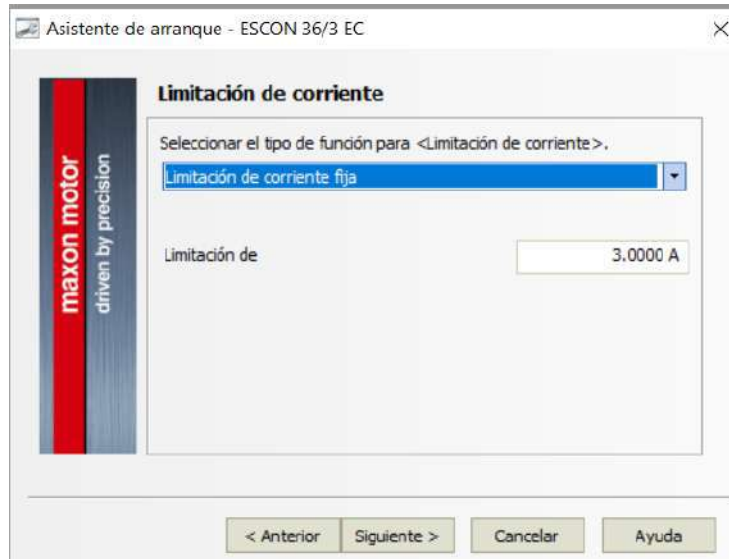 Asistente de arranque - ESCON 36/3 EC
maxon motor
driven by precision
Limitación de corriente
Seleccionar el tipo de función para <Limitación de corriente>.
Limitación de corriente fija
Limitación de
3.0000 A
< Anterior
Siguiente >
Cancelar
Ayuda